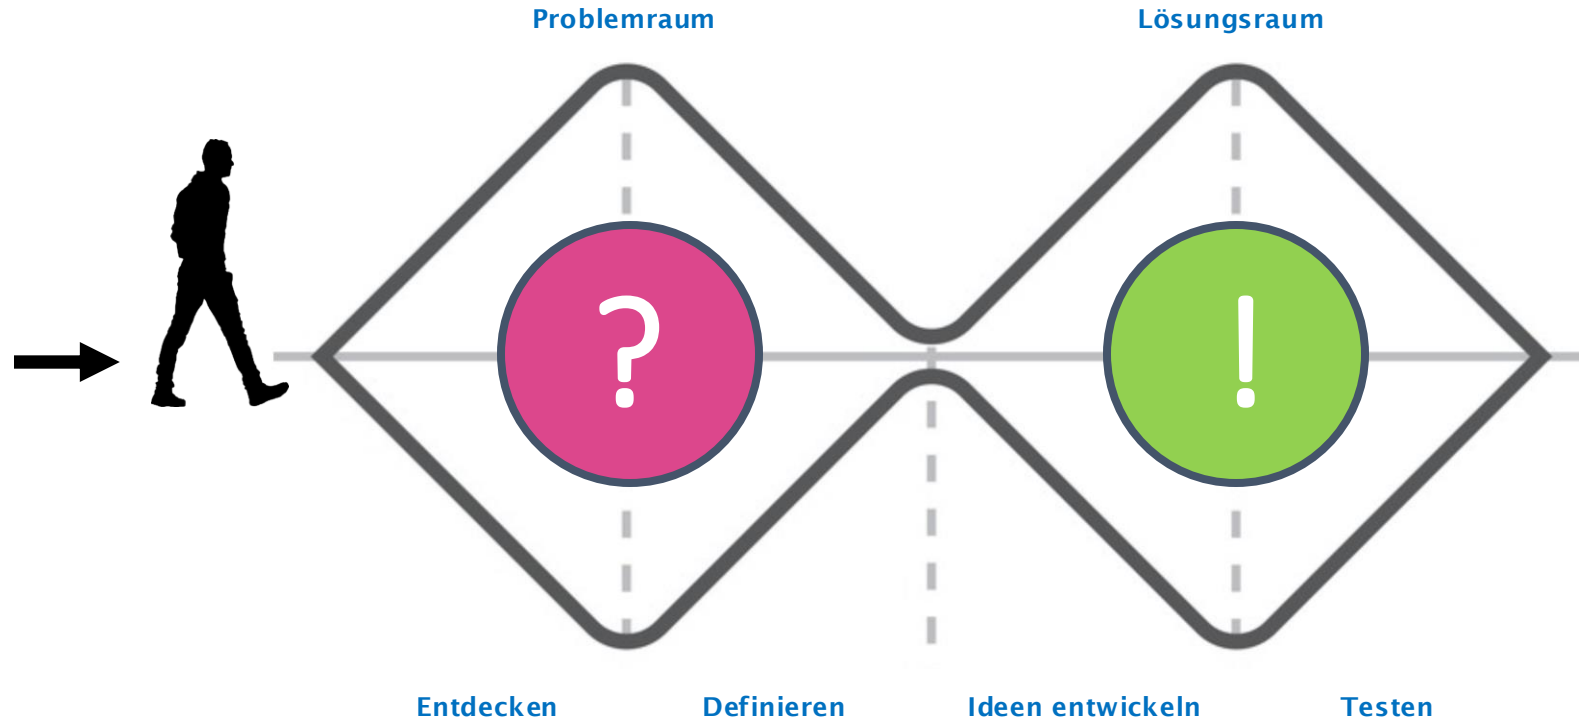 Problemraum
Lösungsraum
?
!
Entdecken
Definieren
Ideen entwickeln
Testen